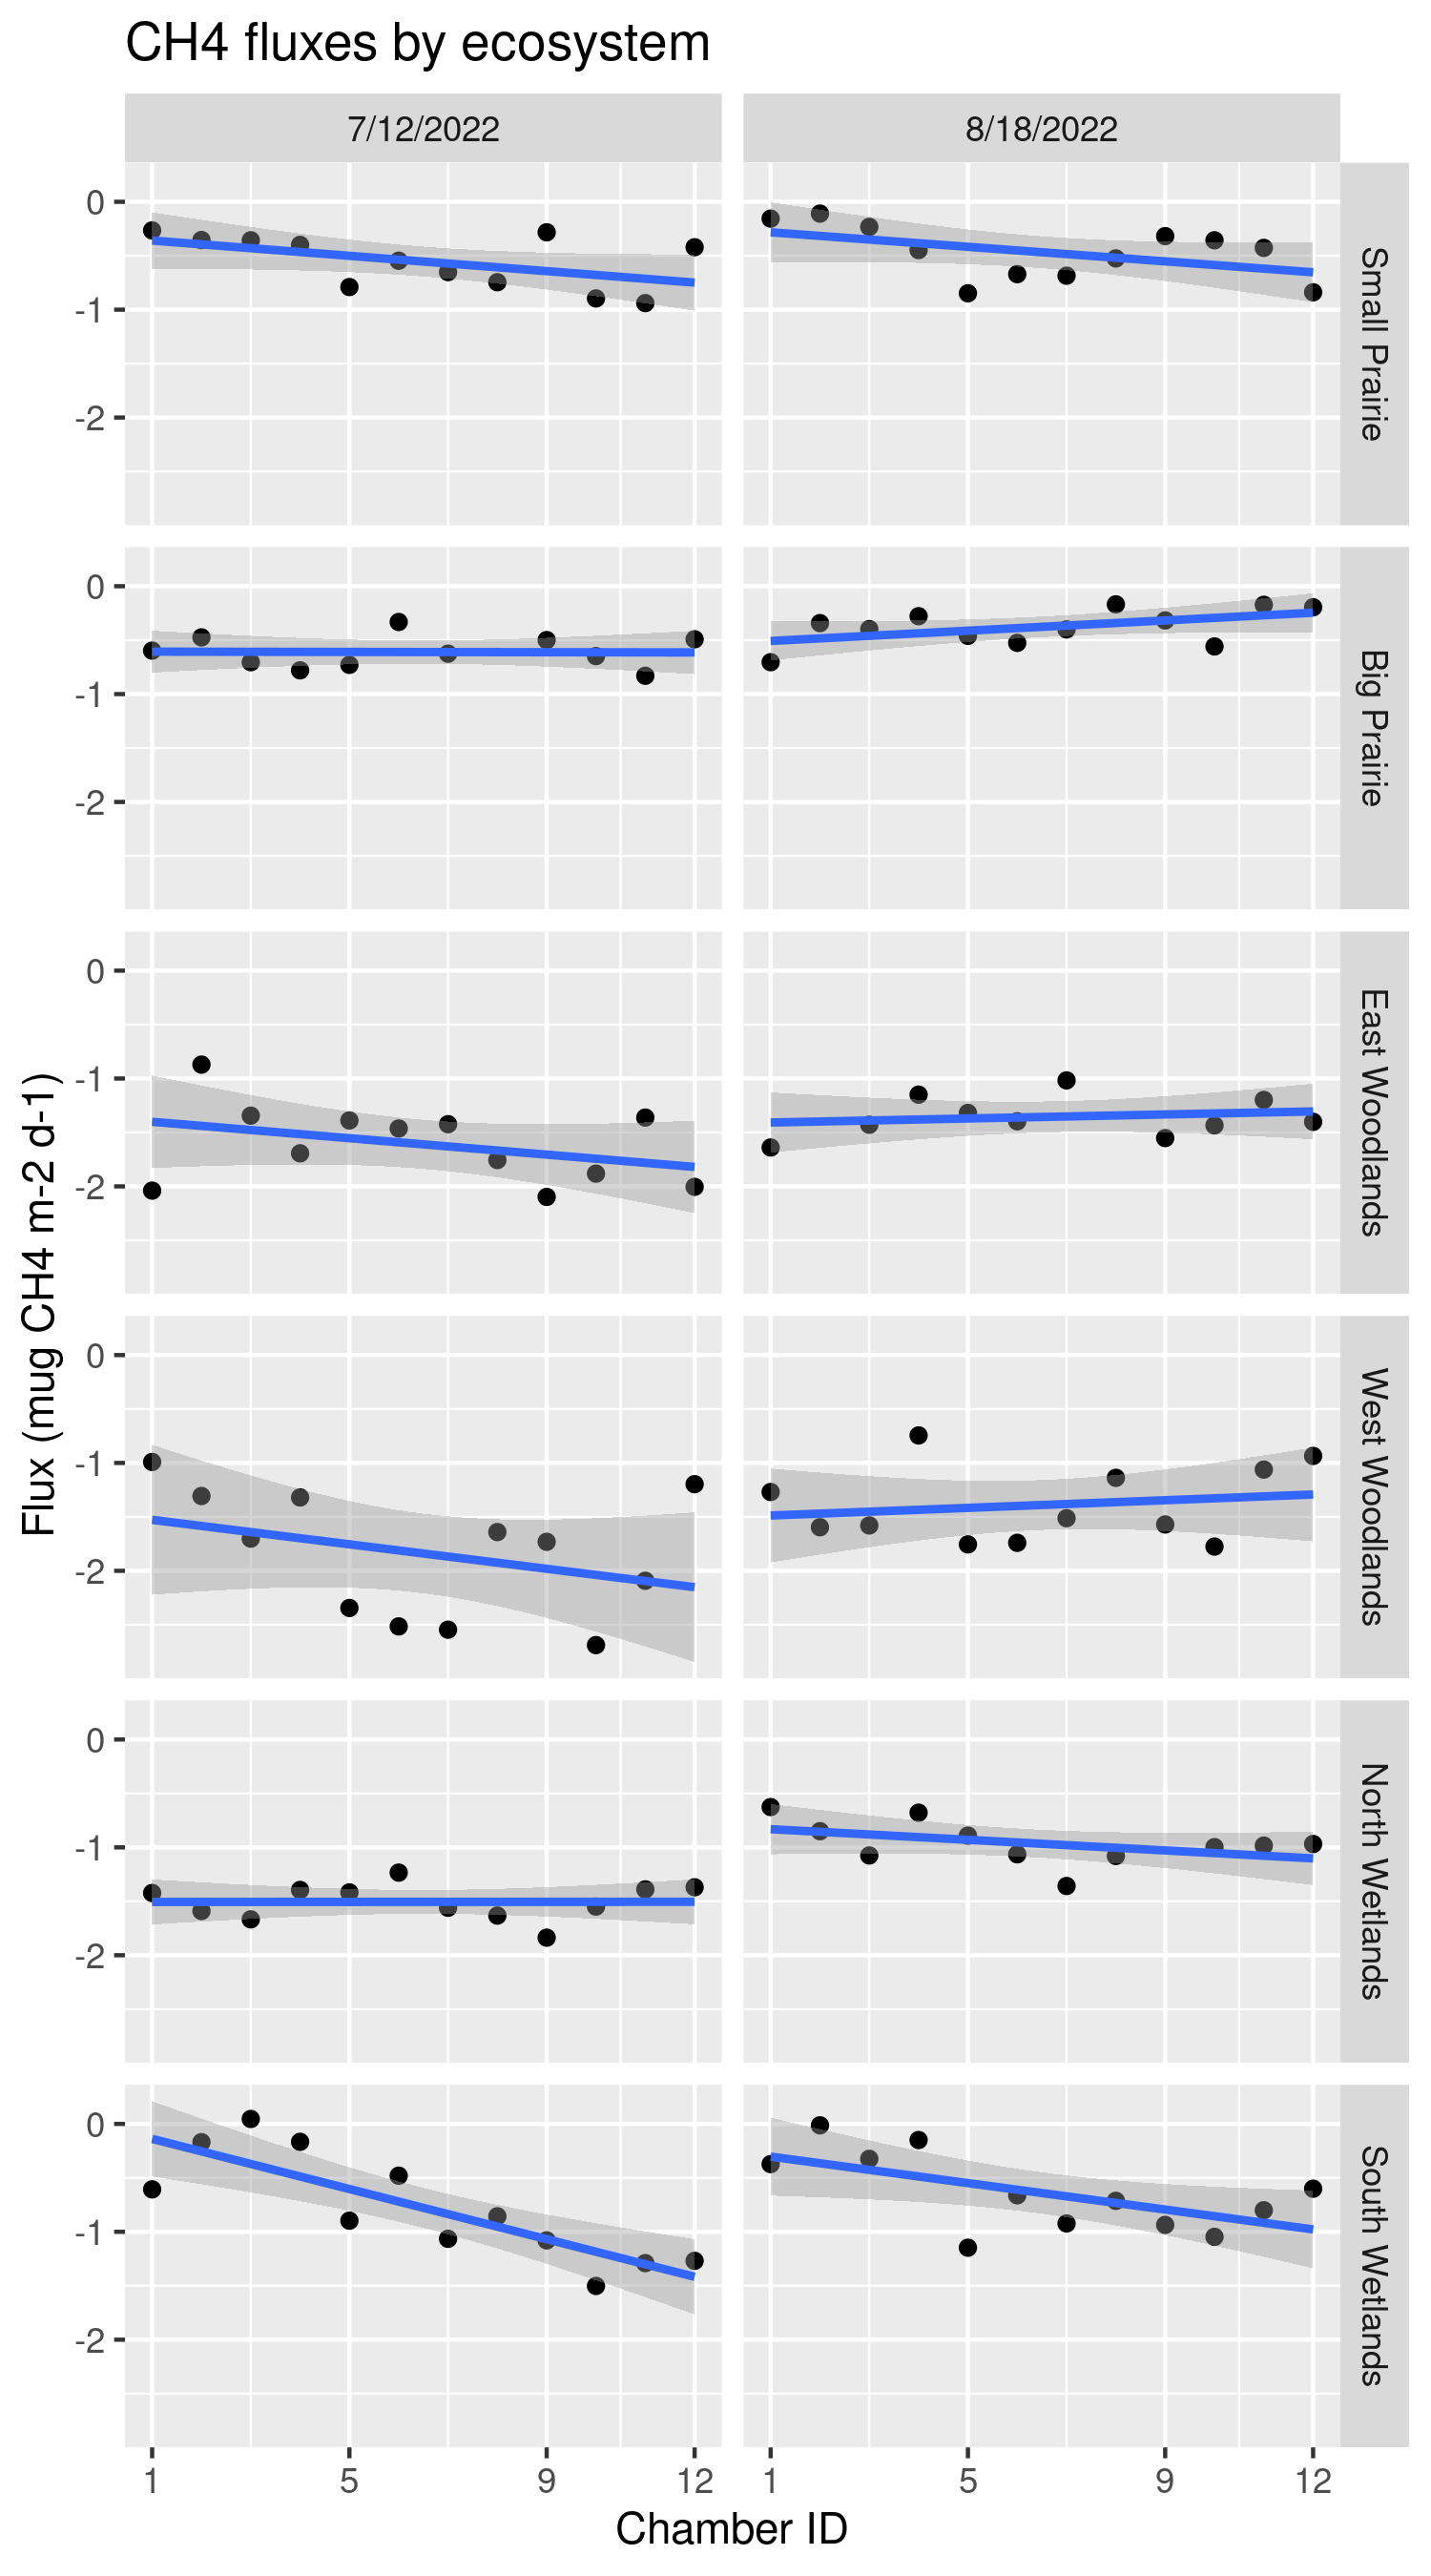 CH4 fluxes by ecosystem
7/12/2022
8/18/2022
0
-1
-2
Small Prairie
0
-1
-2
Big Prairie
0
-1
-2
East Woodlands
0
-1
-2
West Woodlands
0
-1
-2
North Wetlands
0
-1
-2
South Wetlands
Flux (mug CH4 m-2 d-1)
1 5 9 12 1 5 9 12
Chamber ID